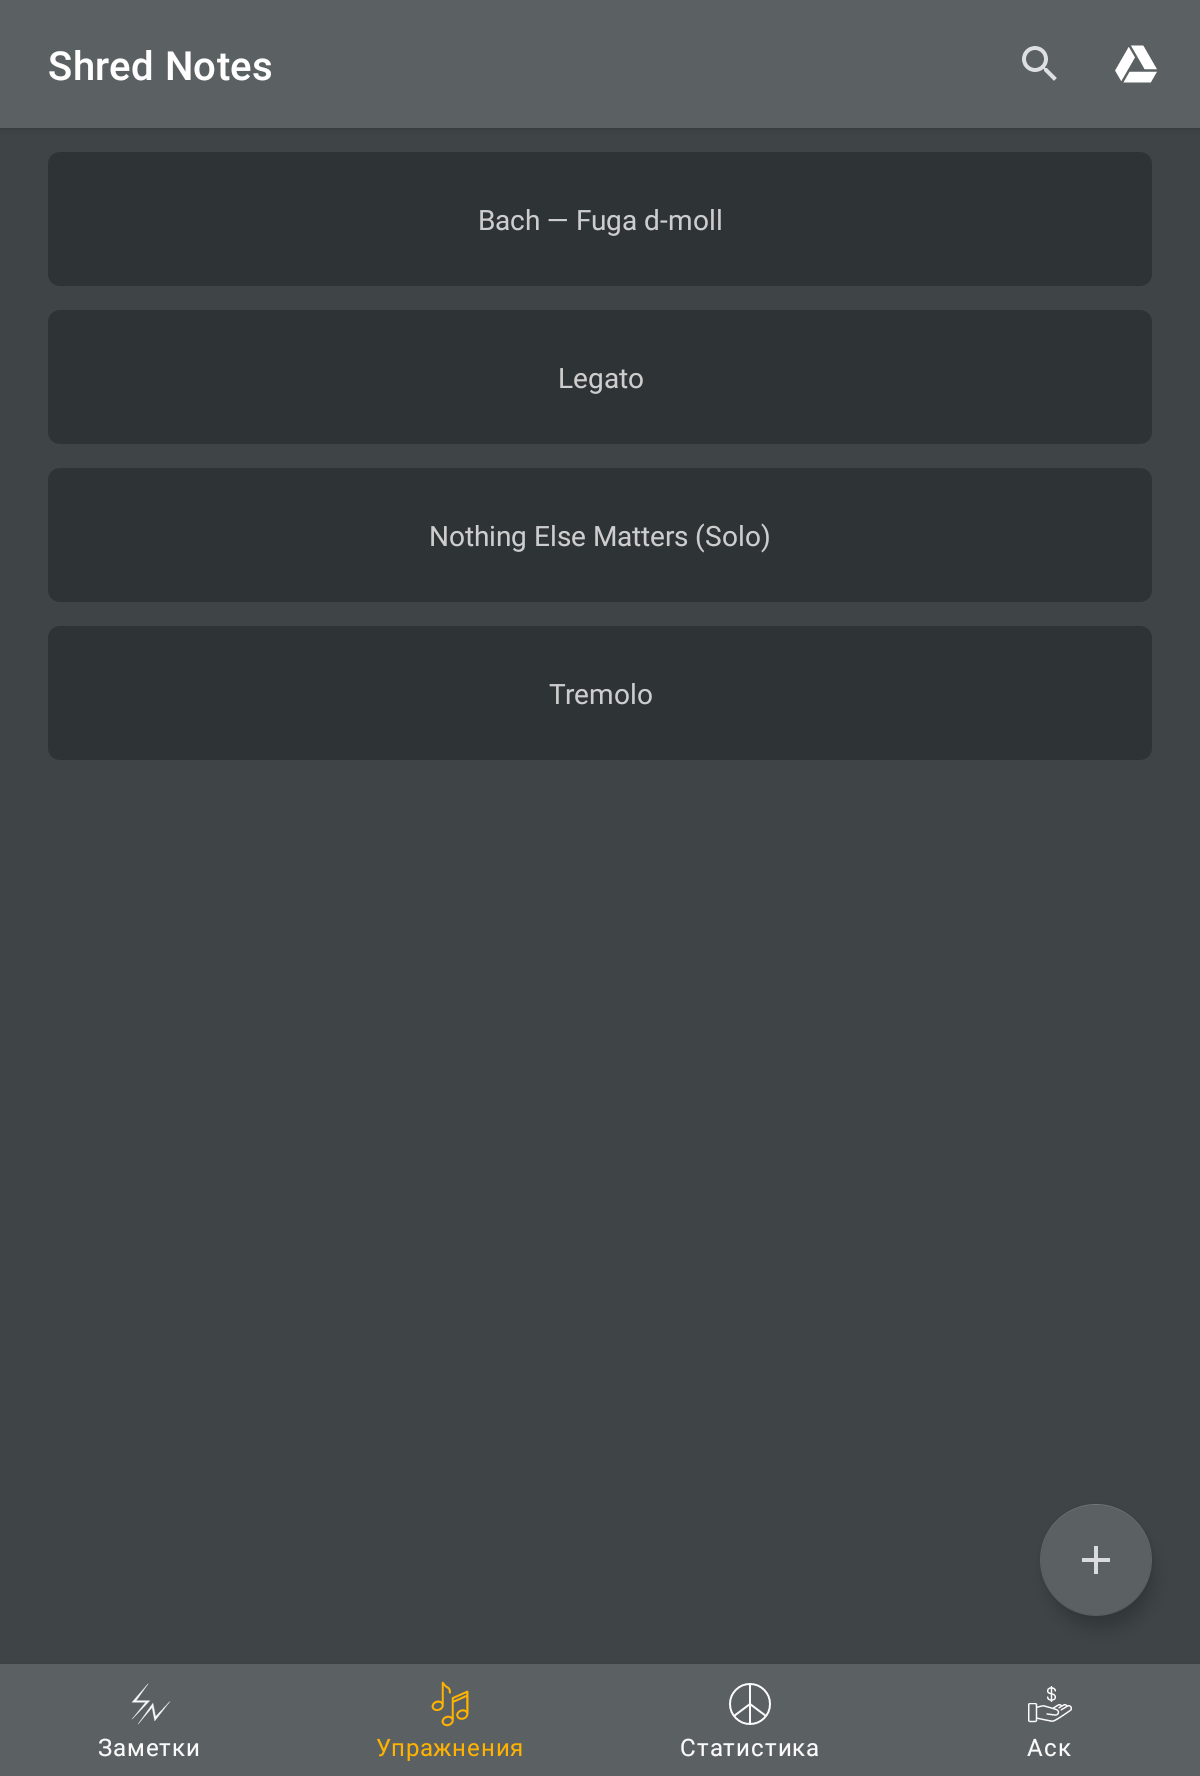 Shred Notes
Bach — Fuga d-moll
Legato
Nothing Else Matters (Solo)
Tremolo
Заметки
Упражнения
Статистика
Аск